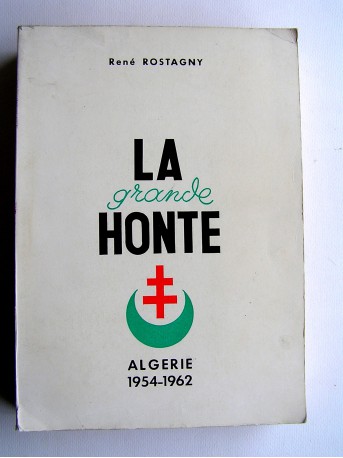 René ROSTAGNY
LA
grande
HONTE
ALGERIE
1954-1962